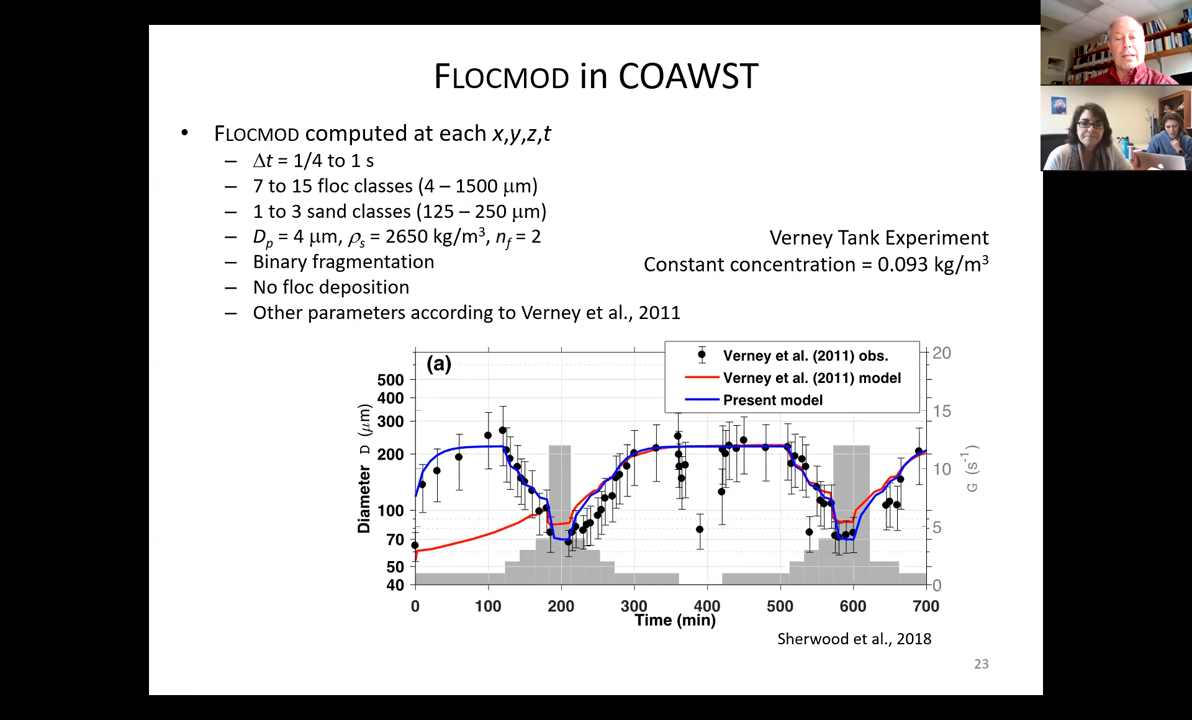 FLOCMOD in COAWST
• FLOCMOD computed at each x,y,z,t
– Δt = 1/4 to 1 s
– 7 to 15 floc classes (4 – 1500 μm)
– 1 to 3 sand classes (125 – 250 μm)
– Dp = 4 μm, ρs = 2650 kg/m³, nf = 2
– Binary fragmentation
– No floc deposition
– Other parameters according to Verney et al., 2011
Verney Tank Experiment
Constant concentration = 0.093 kg/m³
(a)
Verney et al. (2011) obs.
Verney et al. (2011) model
Present model
Diameter D (μm)
500
400
300
200
100
70
50
40
20
15
10
5
0
G (s⁻¹)
0 100 200 300 400 500 600 700
Time (min)
Sherwood et al., 2018
23